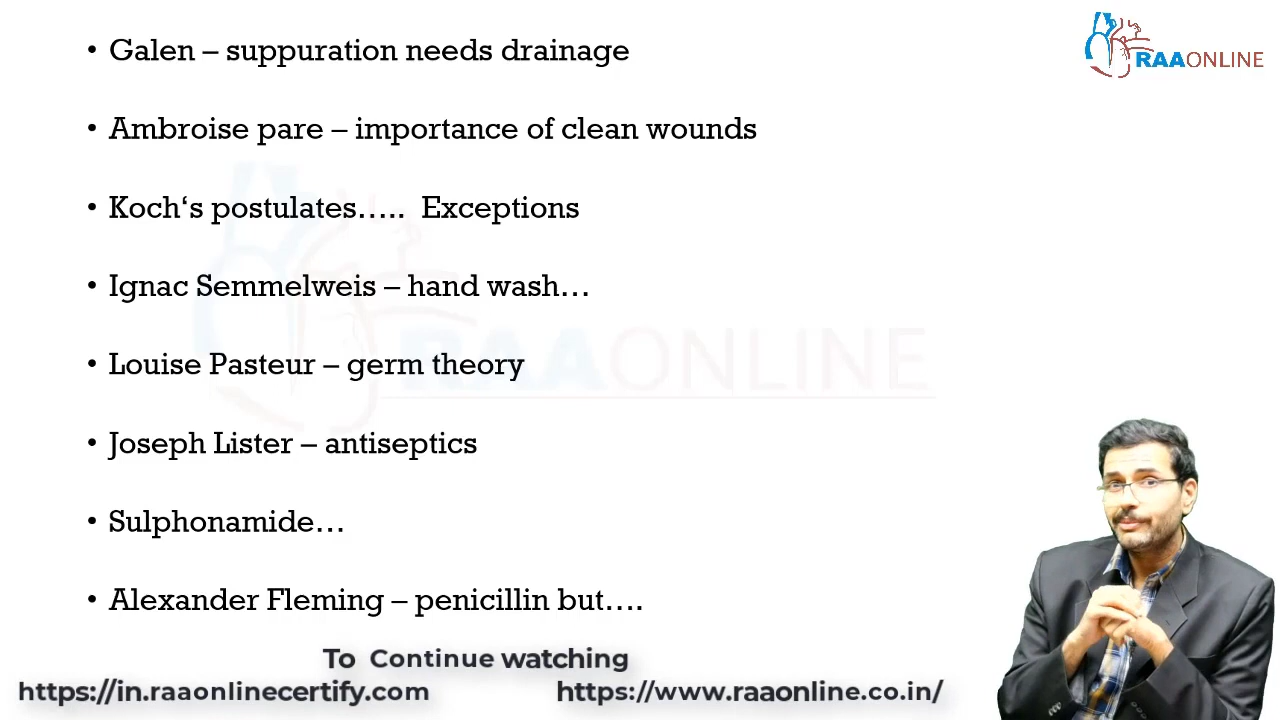 RAAONLINE
• Galen – suppuration needs drainage
• Ambroise pare – importance of clean wounds
• Koch‘s postulates….. Exceptions
• Ignac Semmelweis – hand wash…
RAAONLINE
• Louise Pasteur – germ theory
• Joseph Lister – antiseptics
• Sulphonamide…
• Alexander Fleming – penicillin but….
To Continue watching
https://in.raaonlinecertify.com https://www.raaonline.co.in/